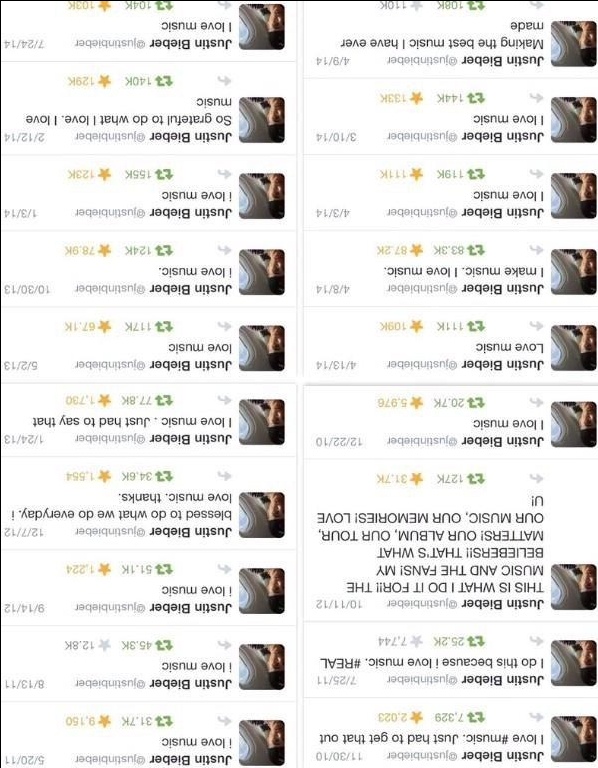 Justin Bieber @justinbieber 11/30/10
I love #music. Just had to get that out
7,329 2,023
Justin Bieber @justinbieber 7/25/11
I do this because i love music. #REAL
25.2K 7,744
Justin Bieber @justinbieber 10/11/12
THIS IS WHAT I DO IT FOR!! THE
MUSIC AND THE FANS! MY
BELIEBERS!! THAT'S WHAT
MATTERS! OUR ALBUM, OUR TOUR,
OUR MUSIC, OUR MEMORIES! LOVE
U!
127K 31.7K
Justin Bieber @justinbieber 12/22/10
I love music
20.7K 5,976
Justin Bieber @justinbieber 4/13/14
Love music
111K 109K
Justin Bieber @justinbieber 4/8/14
I make music. I love music.
83.3K 87.2K
Justin Bieber @justinbieber 4/3/14
I love music
119K 111K
Justin Bieber @justinbieber 3/10/14
I love music
144K 133K
Justin Bieber @justinbieber 4/9/14
Making the best music I have ever
made
108K 110K
Justin Bieber @justinbieber 5/20/11
i love music
31.7K 9,150
Justin Bieber @justinbieber 8/13/11
i love music
45.3K 12.8K
Justin Bieber @justinbieber 9/14/12
i love music
51.1K 1,224
Justin Bieber @justinbieber 12/7/12
blessed to do what we do everyday. i
love music. thanks.
34.6K 1,554
Justin Bieber @justinbieber 1/24/13
I love music . Just had to say that
77.8K 1,730
Justin Bieber @justinbieber 5/2/13
love music
117K 67.1K
Justin Bieber @justinbieber 10/30/13
i love music.
124K 78.9K
Justin Bieber @justinbieber 1/3/14
i love music
155K 123K
Justin Bieber @justinbieber 2/12/14
So grateful to do what I love. I love
music
140K 129K
Justin Bieber @justinbieber 7/24/14
I love music
104K 103K